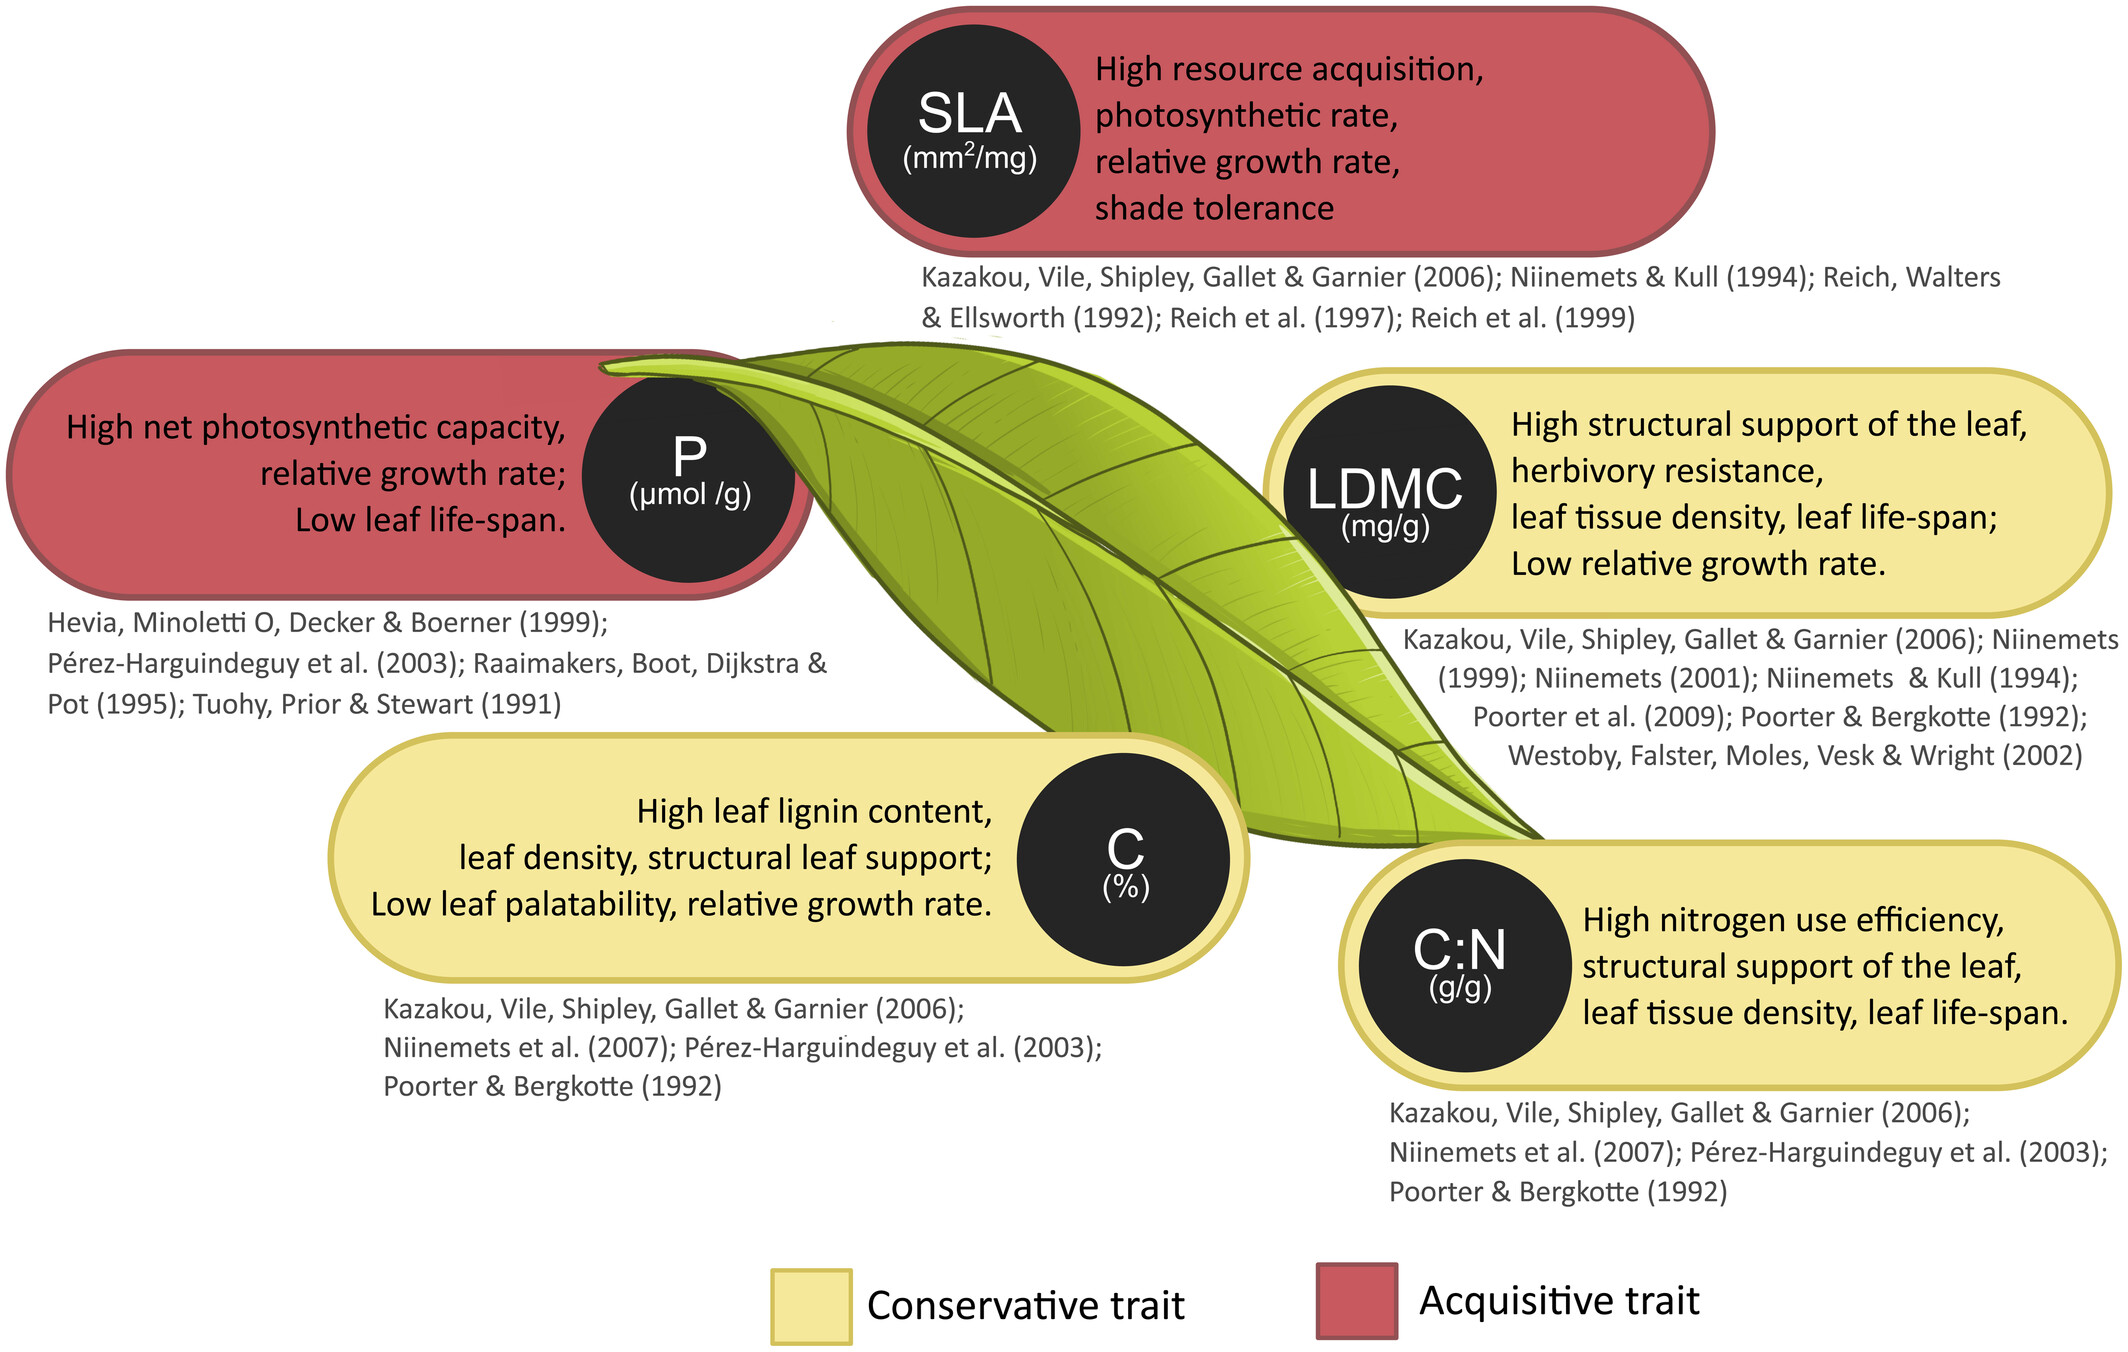 SLA
(mm²/mg)
High resource acquisition,
photosynthetic rate,
relative growth rate,
shade tolerance
Kazakou, Vile, Shipley, Gallet & Garnier (2006); Niinemets & Kull (1994); Reich, Walters
& Ellsworth (1992); Reich et al. (1997); Reich et al. (1999)
High net photosynthetic capacity,
relative growth rate;
Low leaf life-span.
P
(µmol /g)
Hevia, Minoletti O, Decker & Boerner (1999);
Pérez-Harguindeguy et al. (2003); Raaimakers, Boot, Dijkstra &
Pot (1995); Tuohy, Prior & Stewart (1991)
LDMC
(mg/g)
High structural support of the leaf,
herbivory resistance,
leaf tissue density, leaf life-span;
Low relative growth rate.
Kazakou, Vile, Shipley, Gallet & Garnier (2006); Niinemets
(1999); Niinemets (2001); Niinemets & Kull (1994);
Poorter et al. (2009); Poorter & Bergkotte (1992);
Westoby, Falster, Moles, Vesk & Wright (2002)
High leaf lignin content,
leaf density, structural leaf support;
Low leaf palatability, relative growth rate.
C
(%)
Kazakou, Vile, Shipley, Gallet & Garnier (2006);
Niinemets et al. (2007); Pérez-Harguindeguy et al. (2003);
Poorter & Bergkotte (1992)
C:N
(g/g)
High nitrogen use efficiency,
structural support of the leaf,
leaf tissue density, leaf life-span.
Kazakou, Vile, Shipley, Gallet & Garnier (2006);
Niinemets et al. (2007); Pérez-Harguindeguy et al. (2003);
Poorter & Bergkotte (1992)
Conservative trait
Acquisitive trait